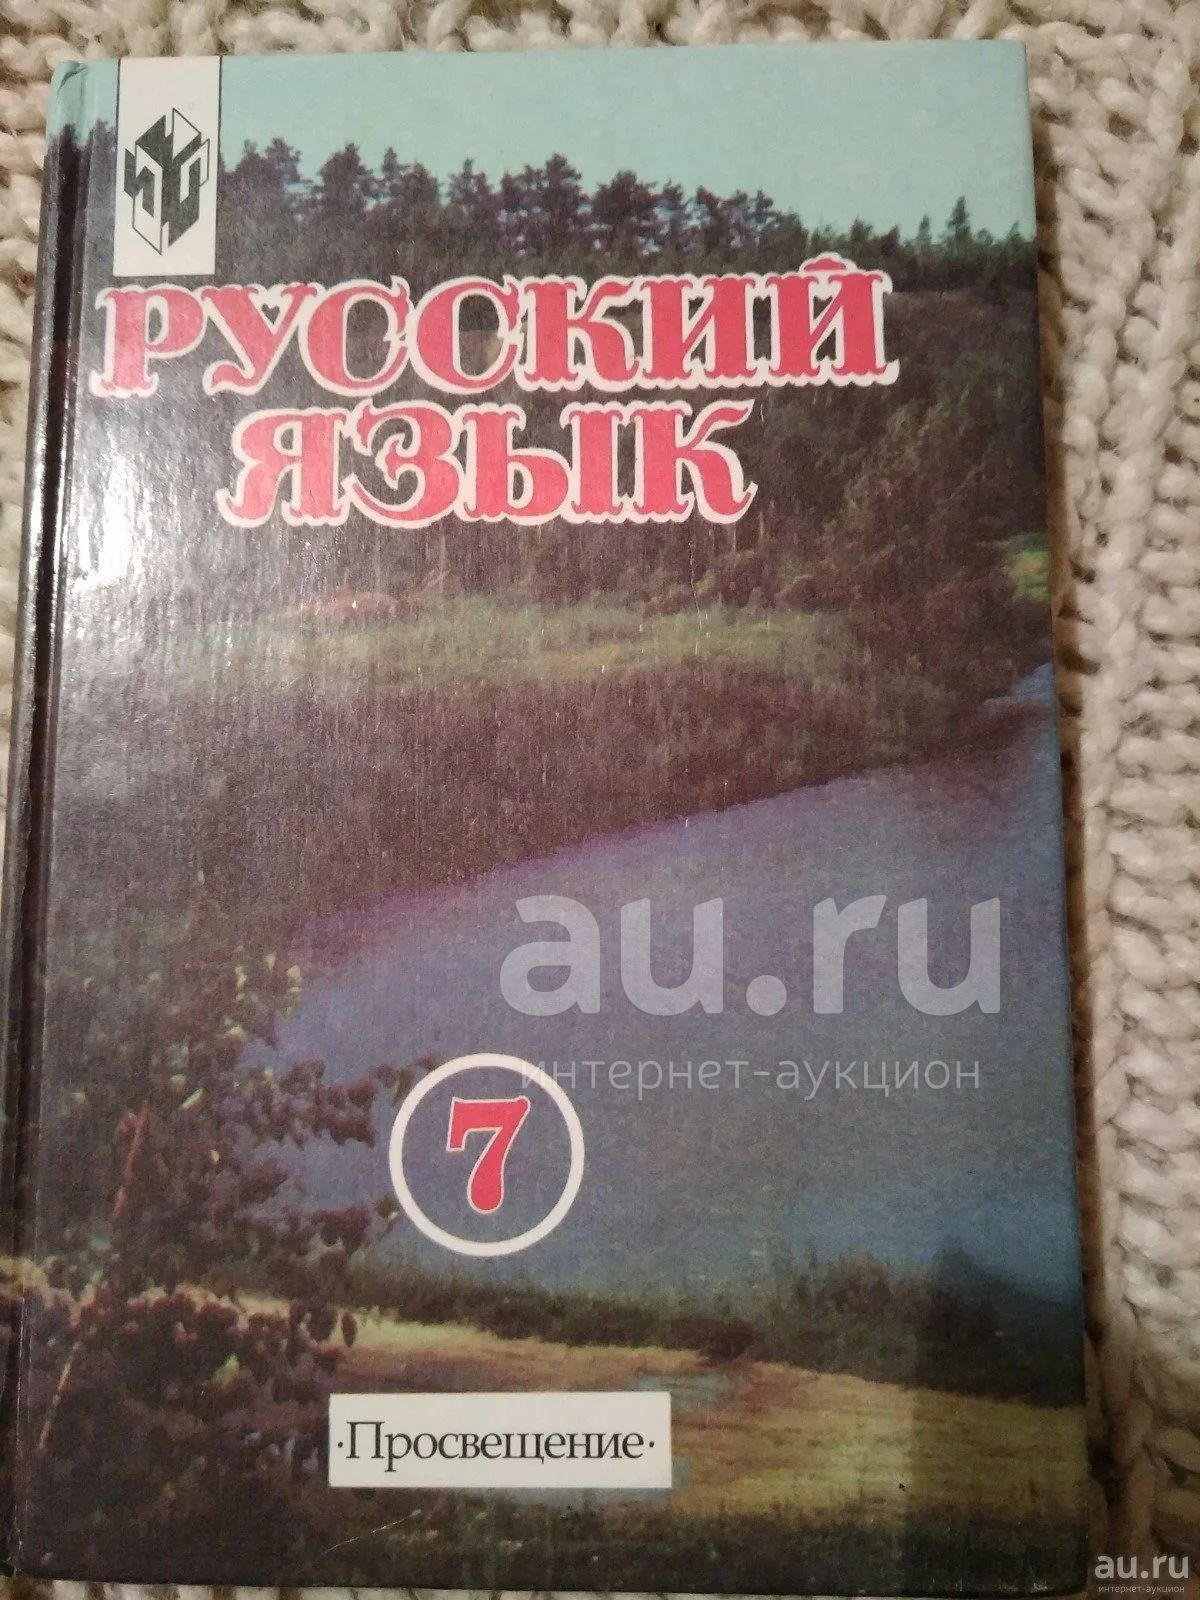 РУССКИЙ
ЯЗЫК
au.ru
интернет-аукцион
7
·Просвещение·
au.ru
интернет-аукцион